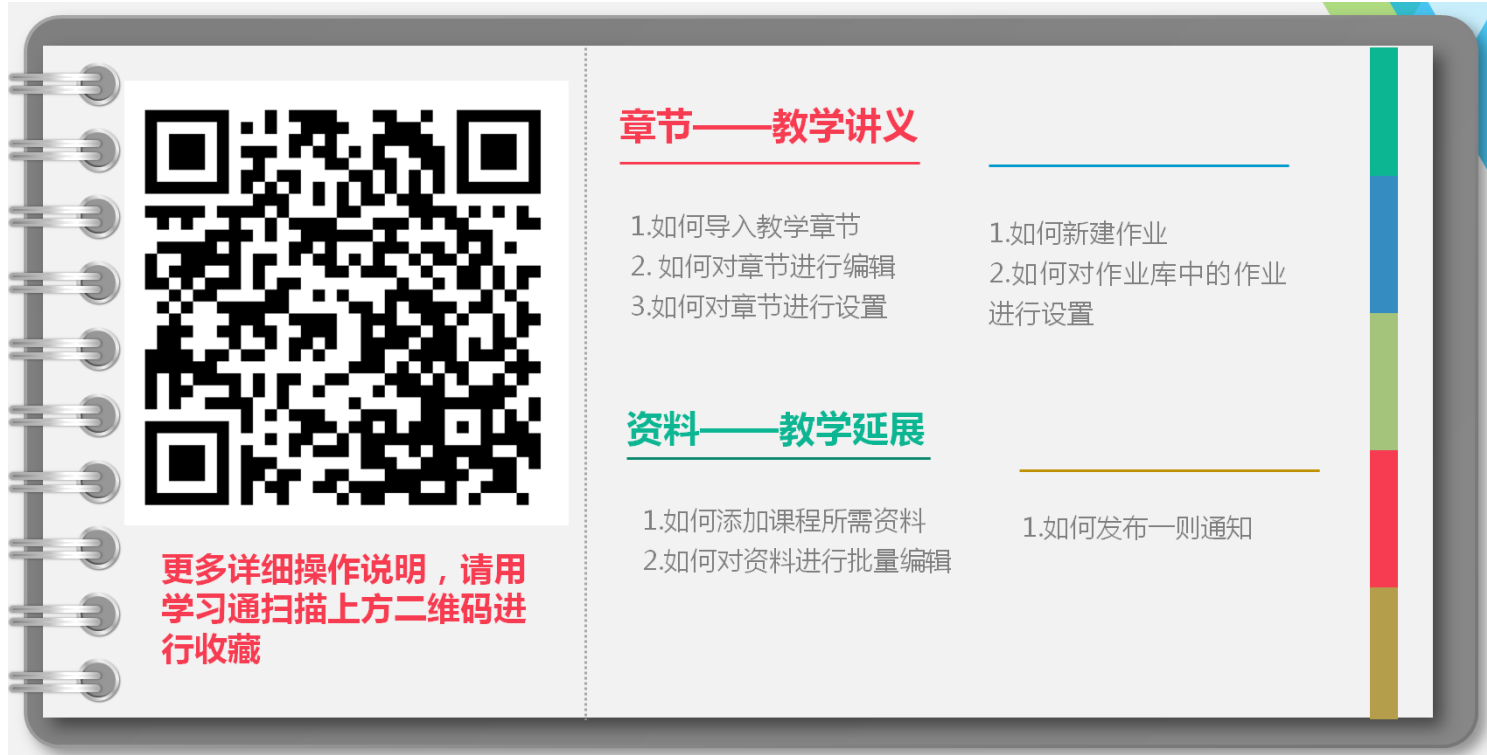 更多详细操作说明，请用
学习通扫描上方二维码进
行收藏
章节——教学讲义
1.如何导入教学章节
2. 如何对章节进行编辑
3.如何对章节进行设置
1.如何新建作业
2.如何对作业库中的作业
进行设置
资料——教学延展
1.如何添加课程所需资料
2.如何对资料进行批量编辑
1.如何发布一则通知